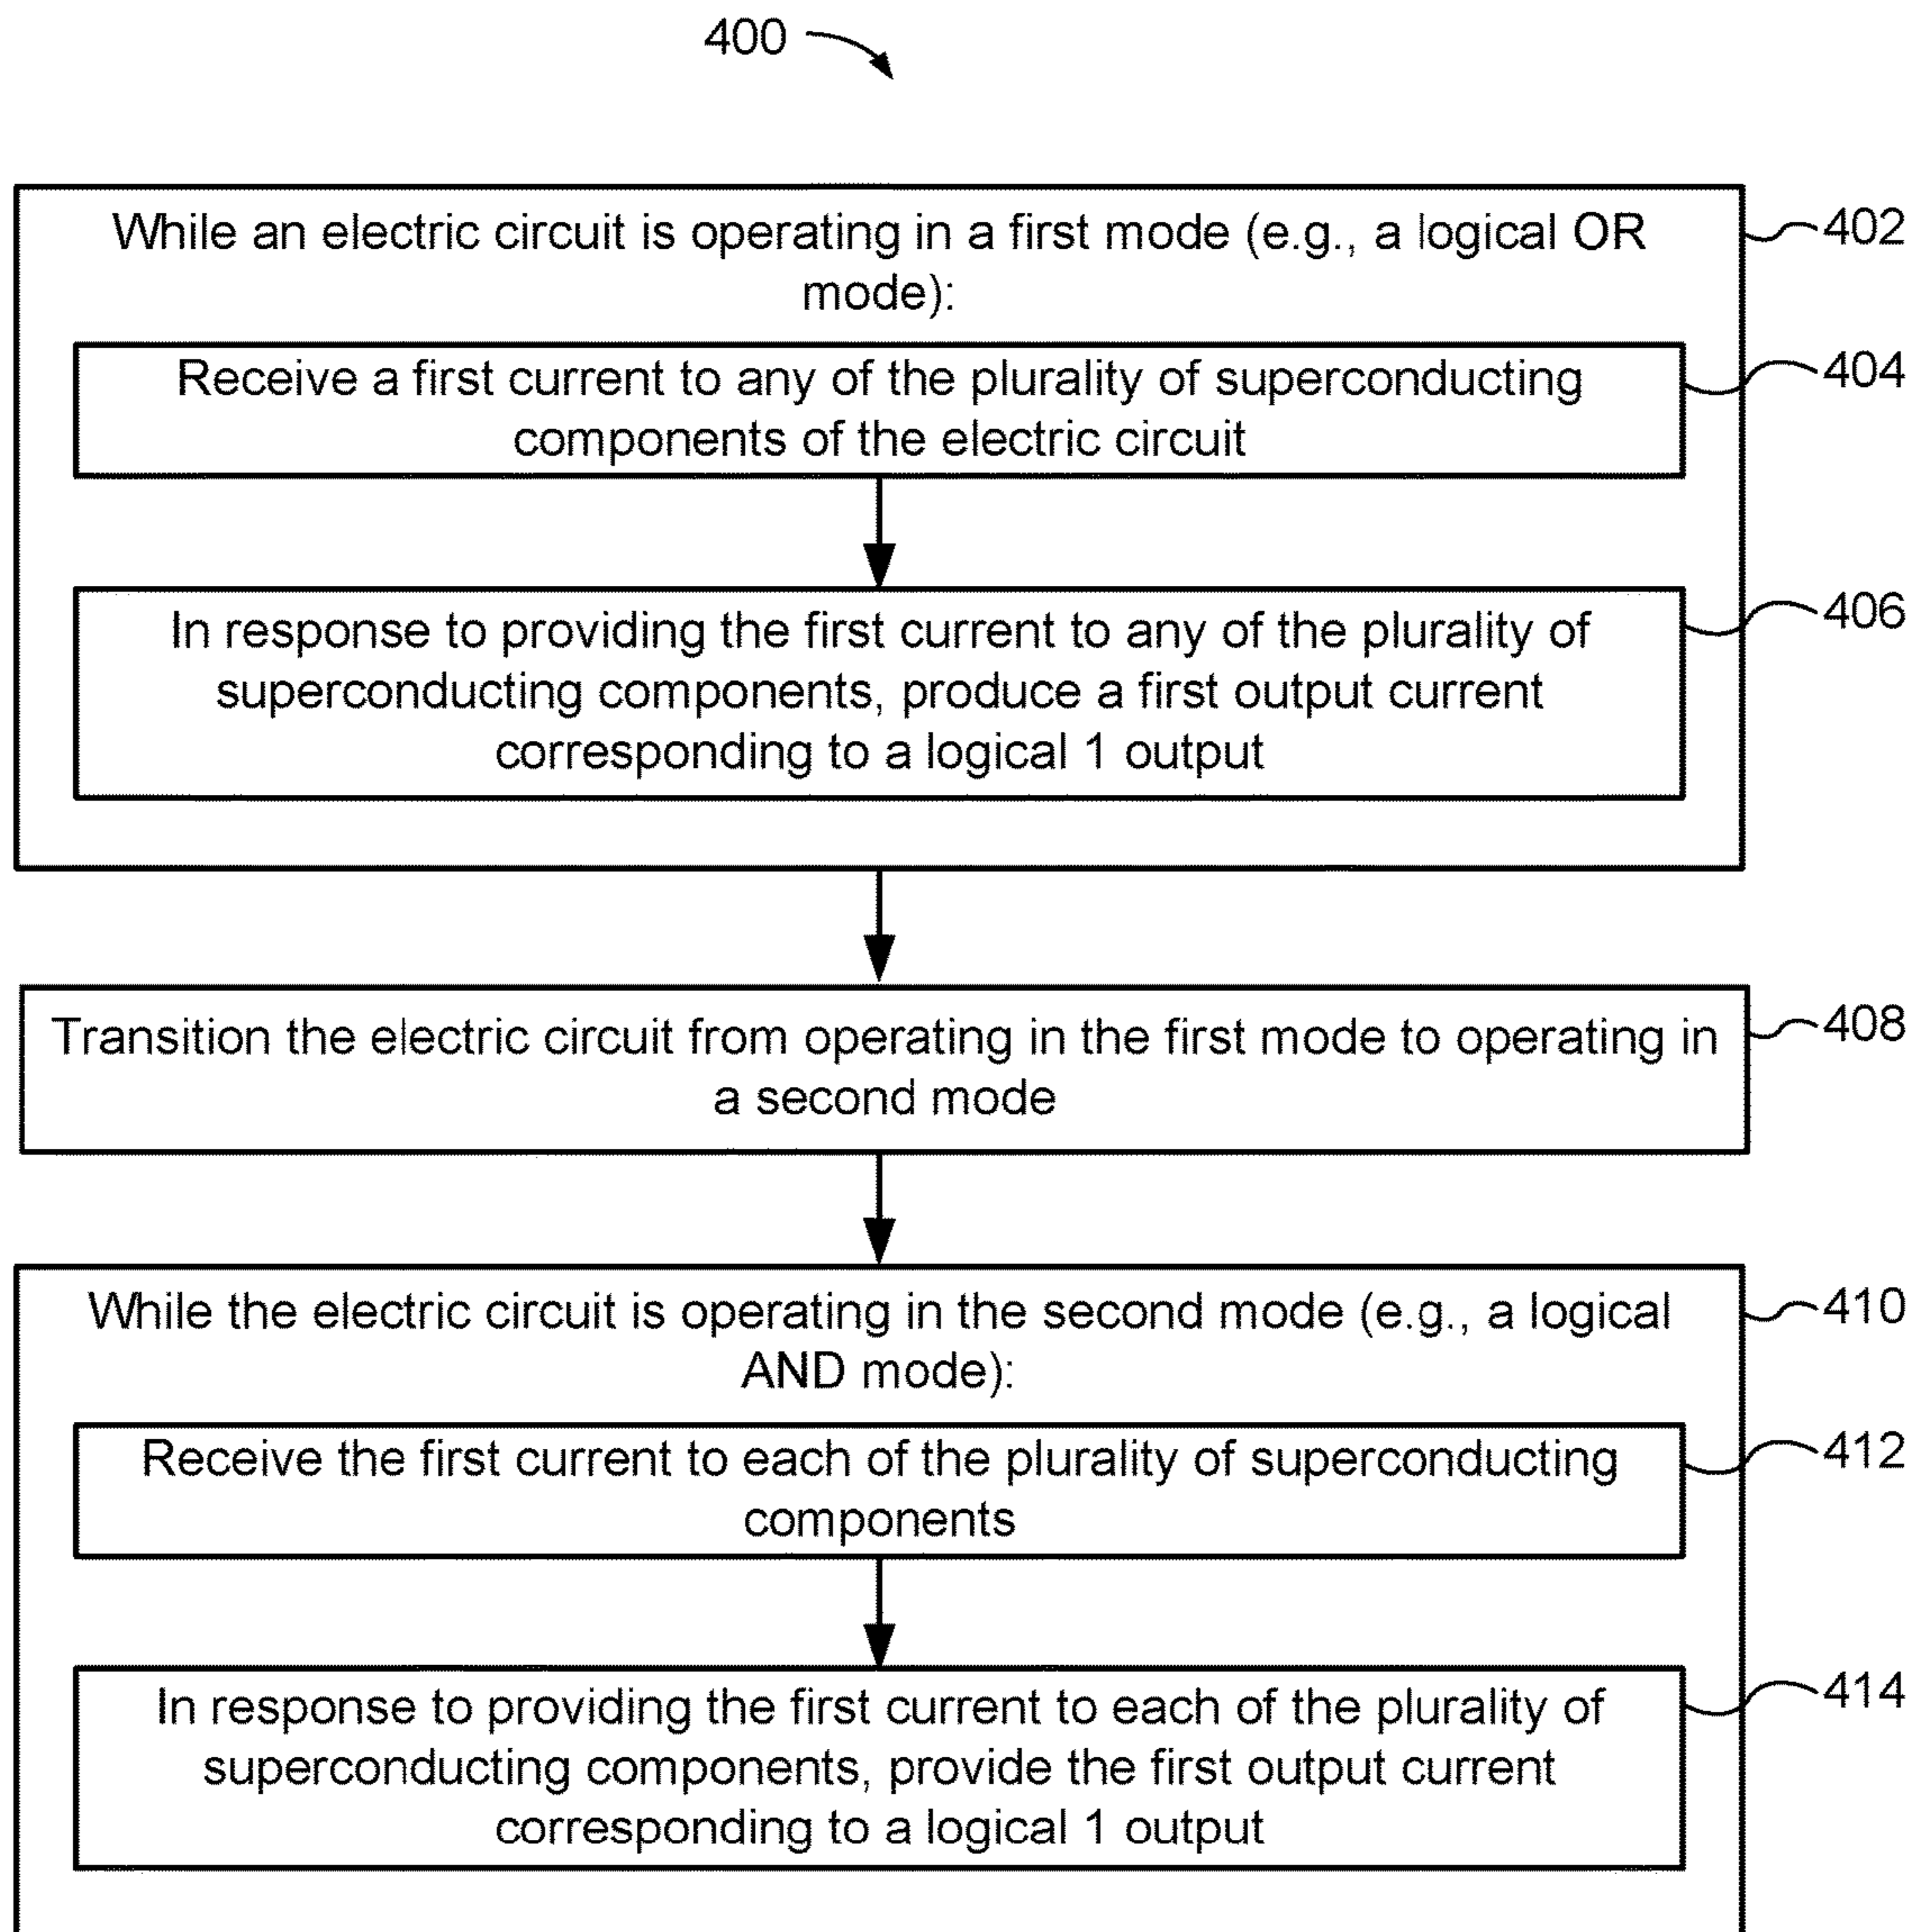 400
While an electric circuit is operating in a first mode (e.g., a logical OR
mode):
402
Receive a first current to any of the plurality of superconducting
components of the electric circuit
404
In response to providing the first current to any of the plurality of
superconducting components, produce a first output current
corresponding to a logical 1 output
406
Transition the electric circuit from operating in the first mode to operating in
a second mode
408
While the electric circuit is operating in the second mode (e.g., a logical
AND mode):
410
Receive the first current to each of the plurality of superconducting
components
412
In response to providing the first current to each of the plurality of
superconducting components, provide the first output current
corresponding to a logical 1 output
414